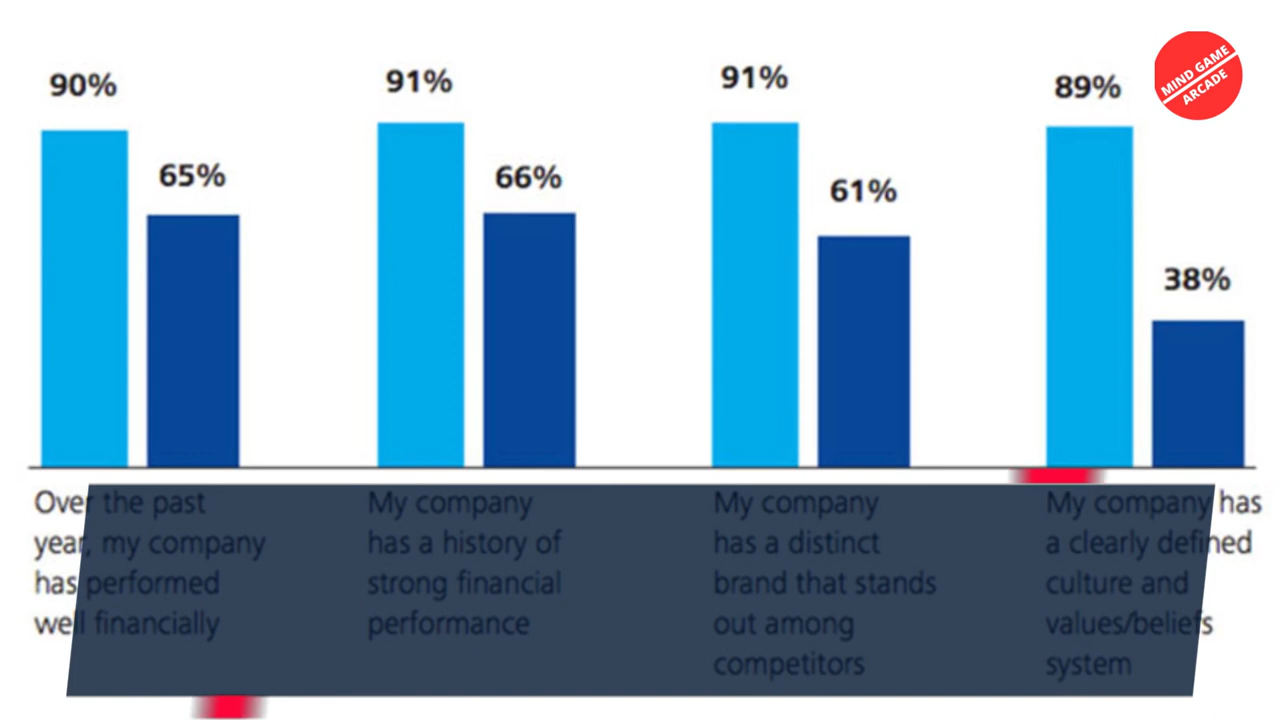 90%
65%
91%
66%
91%
61%
89%
38%
MIND GAME
ARCADE
Over the past
year, my company
has performed
well financially
My company
has a history of
strong financial
performance
My company
has a distinct
brand that stands
out among
competitors
My company has
a clearly defined
culture and
values/beliefs
system